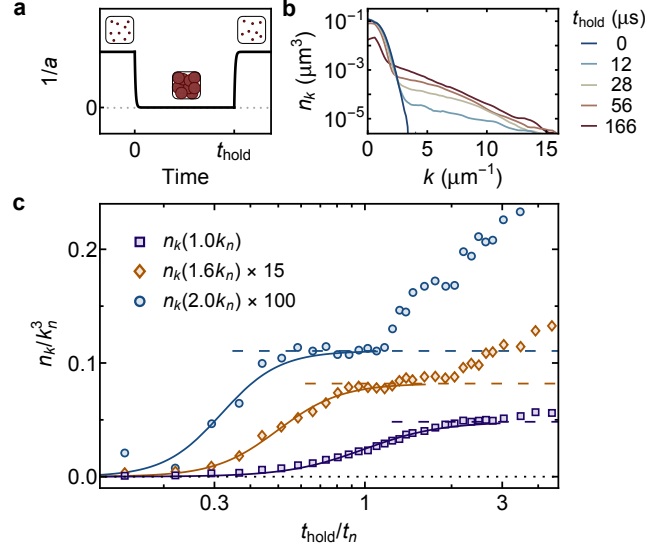 a
1/a
0
0
t_hold
Time
b
n_k (μm³)
10⁻¹
10⁻³
10⁻⁵
0
5
10
15
k (μm⁻¹)
t_hold (μs)
0
12
28
56
166
c
n_k/k_n³
0.2
0.1
0.0
n_k(1.0k_n)
n_k(1.6k_n) × 15
n_k(2.0k_n) × 100
0.3
1
3
t_hold/t_n